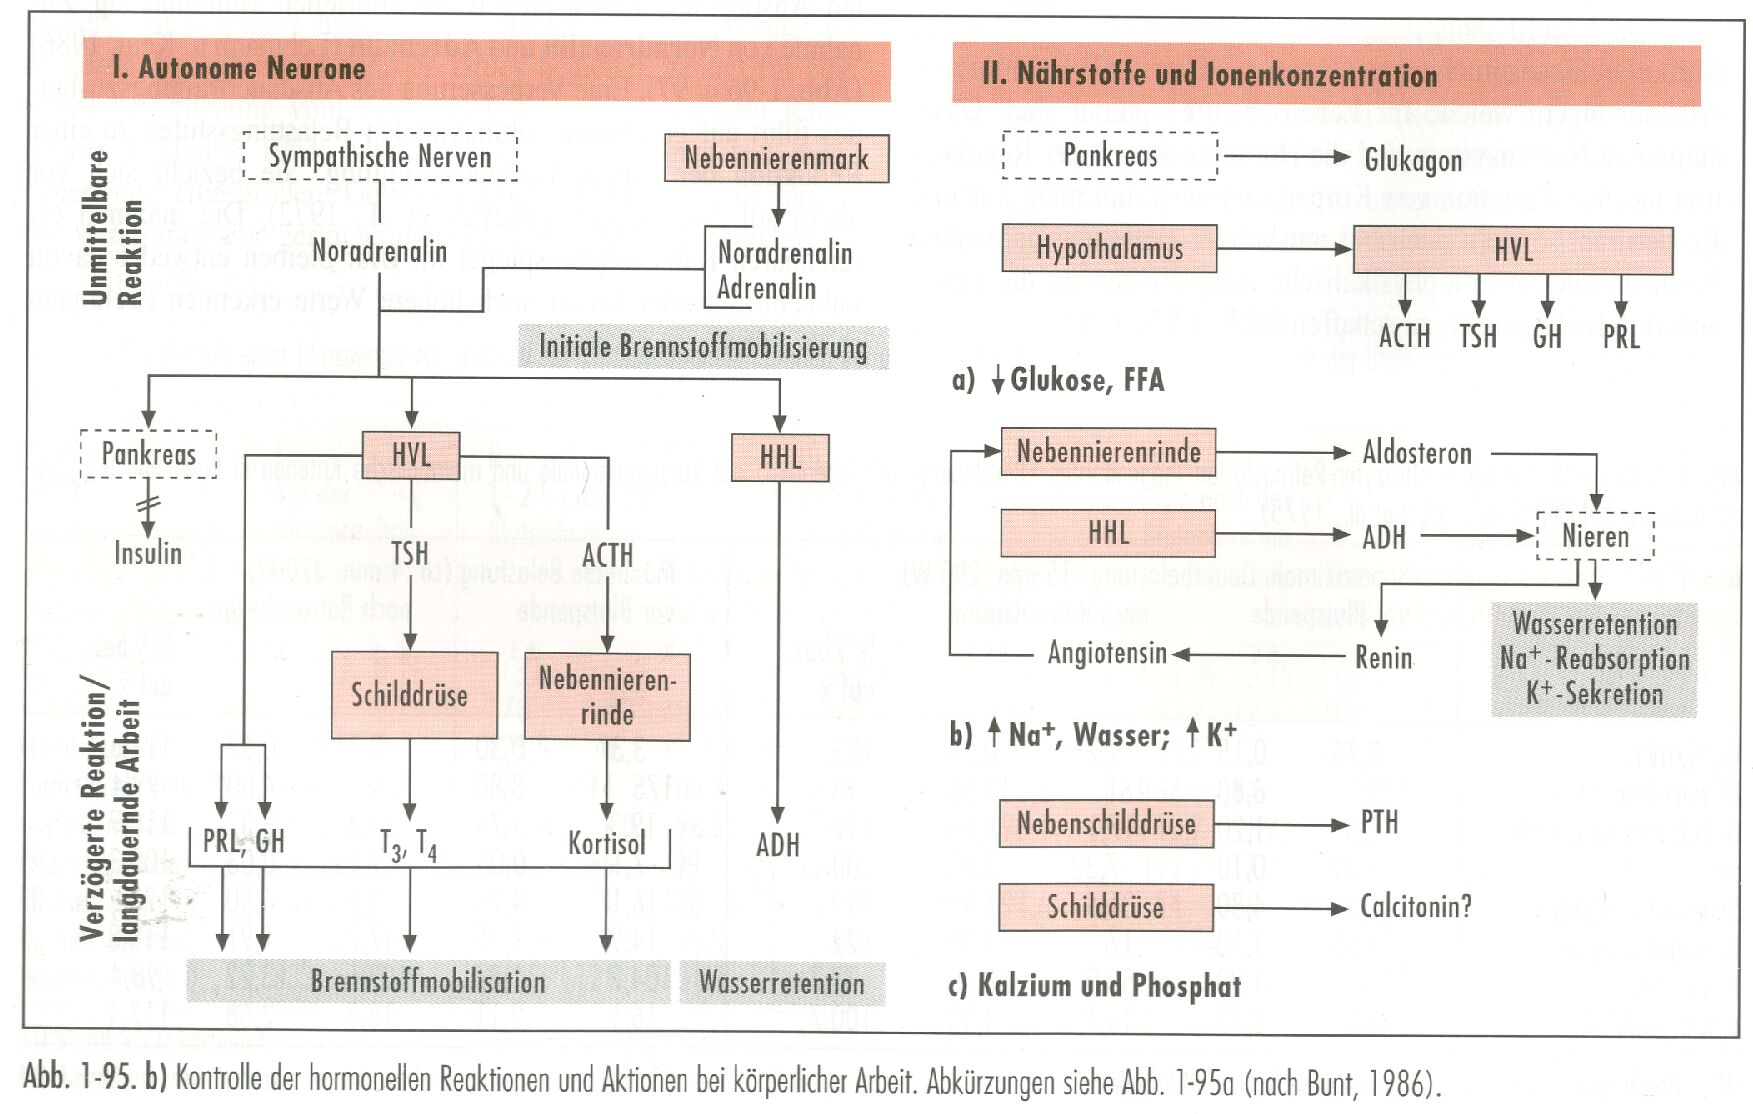 I. Autonome Neurone
Unmittelbare
Reaktion
Sympathische Nerven
Nebennierenmark
Noradrenalin
Noradrenalin
Adrenalin
Initiale Brennstoffmobilisierung
Pankreas
HVL
HHL
Insulin
TSH
ACTH
Verzögerte Reaktion/
langdauernde Arbeit
Schilddrüse
Nebennieren-
rinde
PRL, GH
T3, T4
Kortisol
ADH
Brennstoffmobilisation
Wasserretention
II. Nährstoffe und Ionenkonzentration
Pankreas
Glukagon
Hypothalamus
HVL
ACTH
TSH
GH
PRL
a) ↓ Glukose, FFA
Nebennierenrinde
Aldosteron
HHL
ADH
Nieren
Angiotensin
Renin
Wasserretention
Na+-Reabsorption
K+-Sekretion
b) ↑ Na+, Wasser; ↑ K+
Nebenschilddrüse
PTH
Schilddrüse
Calcitonin?
c) Kalzium und Phosphat
Abb. 1-95. b) Kontrolle der hormonellen Reaktionen und Aktionen bei körperlicher Arbeit. Abkürzungen siehe Abb. 1-95a (nach Bunt, 1986).